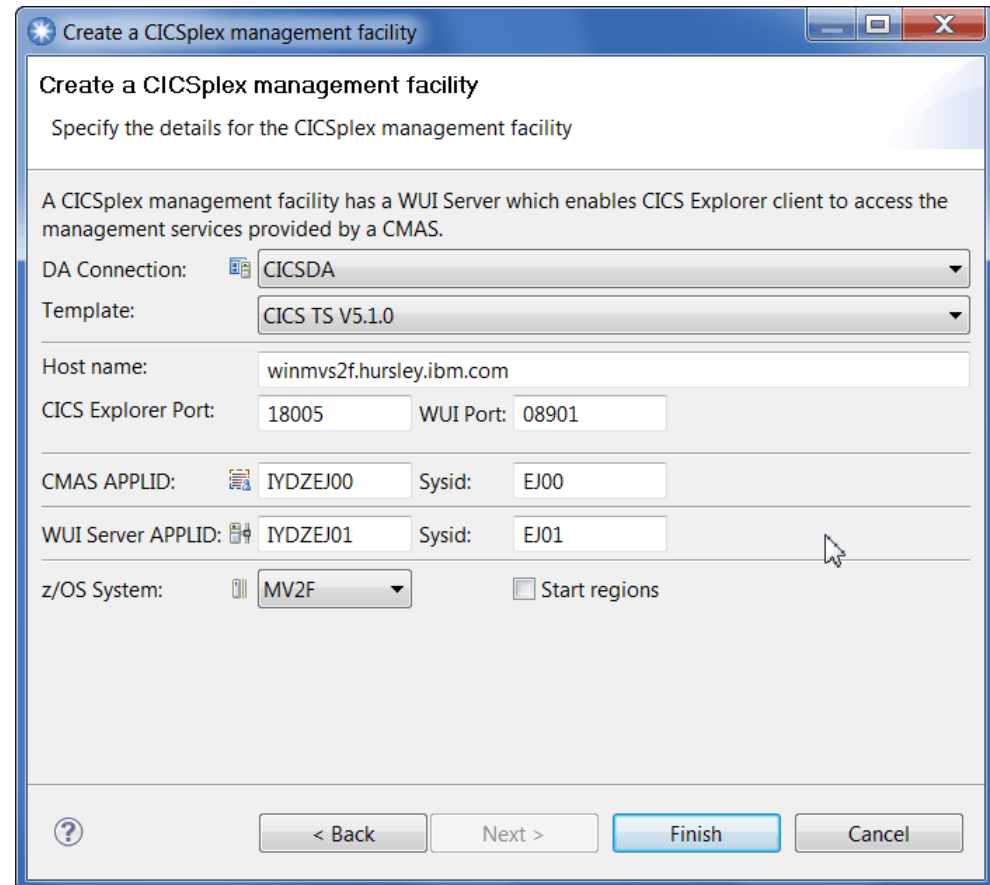 Create a CICSplex management facility
Create a CICSplex management facility
Specify the details for the CICSplex management facility
A CICSplex management facility has a WUI Server which enables CICS Explorer client to access the
management services provided by a CMAS.
DA Connection: CICSDA
Template: CICS TS V5.1.0
Host name: winmvs2f.hursley.ibm.com
CICS Explorer Port: 18005 WUI Port: 08901
CMAS APPLID: IYDZEJ00 Sysid: EJ00
WUI Server APPLID: IYDZEJ01 Sysid: EJ01
z/OS System: MV2F Start regions
? < Back Next > Finish Cancel